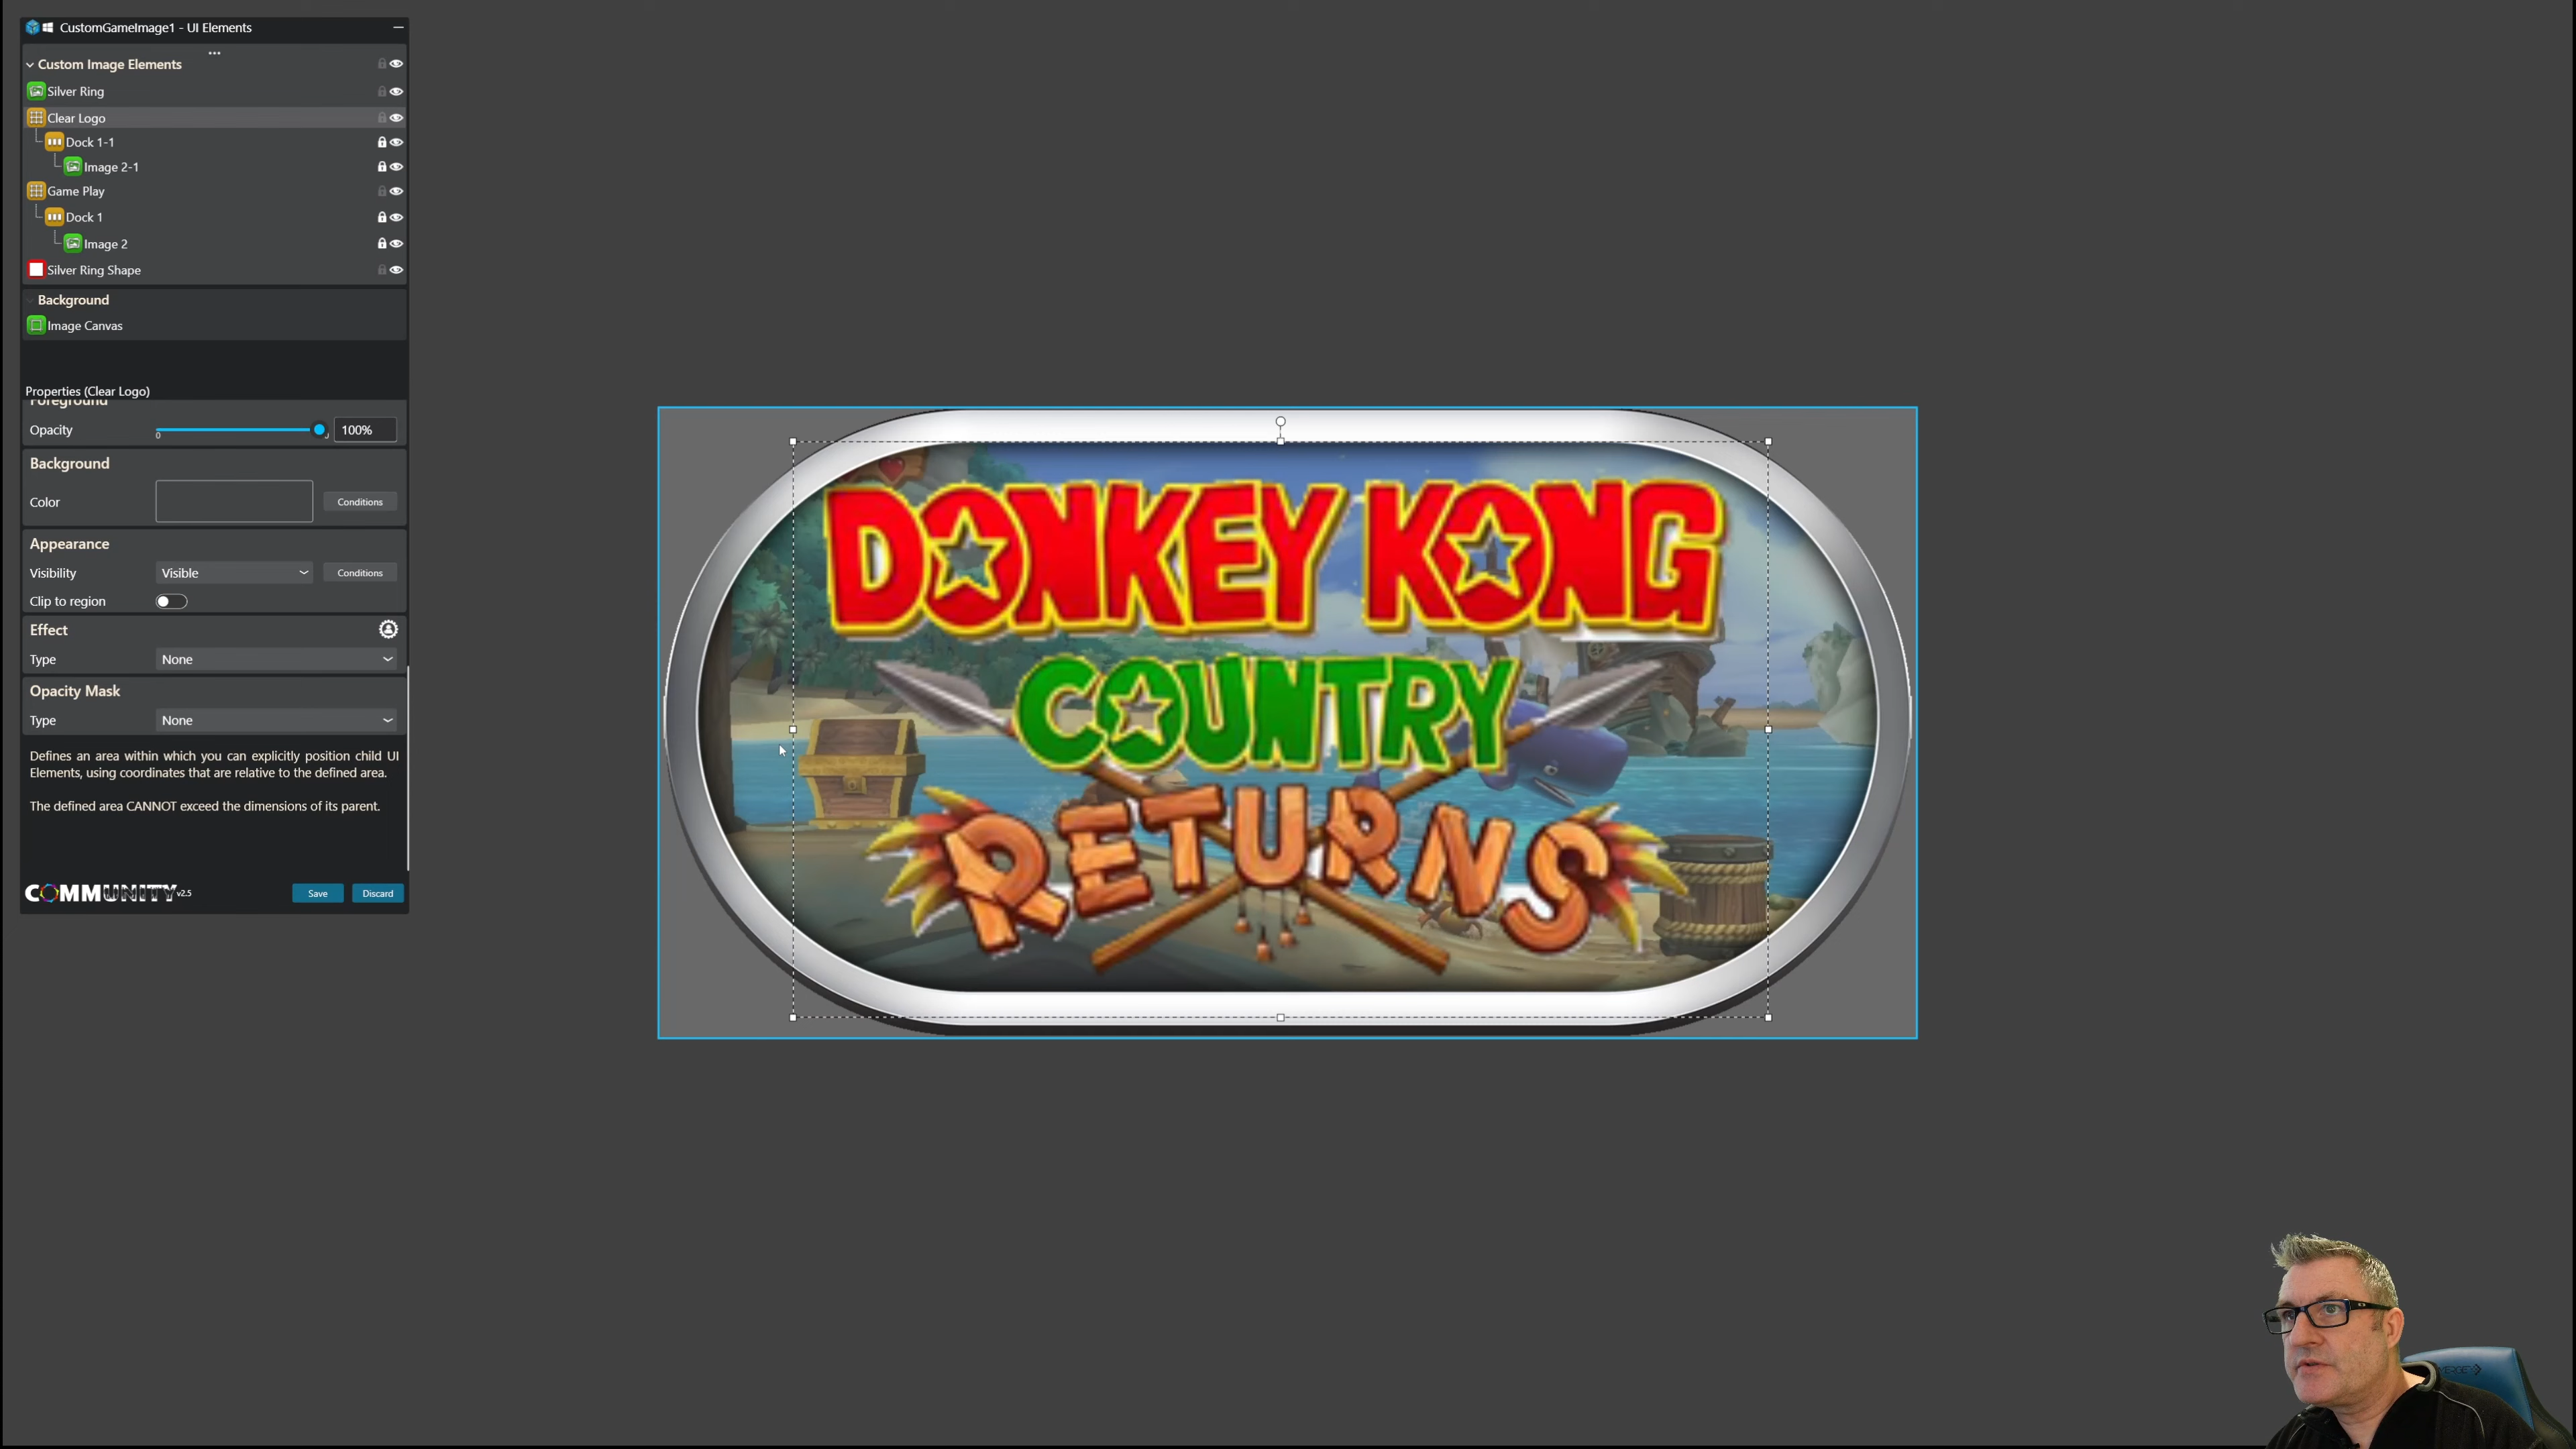 CustomGameImage1 - UI Elements
Custom Image Elements
Silver Ring
Clear Logo
Dock 1-1
Image 2-1
Game Play
Dock 1
Image 2
Silver Ring Shape
Background
Image Canvas
Properties (Clear Logo)
Foreground
Opacity
0
100%
Background
Color
Conditions
Appearance
Visibility
Visible
Conditions
Clip to region
Effect
Type
None
Opacity Mask
Type
None
Defines an area within which you can explicitly position child UI
Elements, using coordinates that are relative to the defined area.
The defined area CANNOT exceed the dimensions of its parent.
COMMUNITY v2.5
Save
Discard
DONKEY KONG
COUNTRY
RETURNS